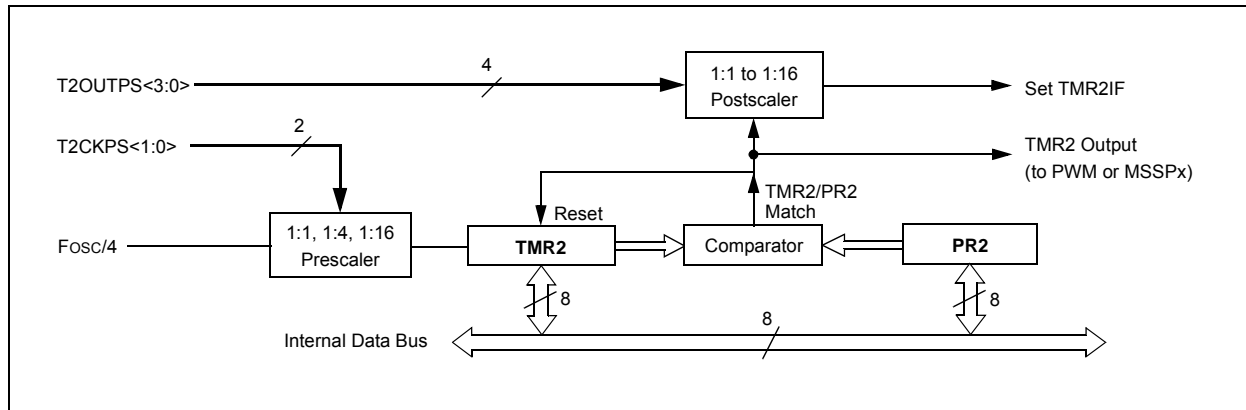 T2OUTPS<3:0>
4
1:1 to 1:16
Postscaler
Set TMR2IF
T2CKPS<1:0>
2
TMR2 Output
(to PWM or MSSPx)
TMR2/PR2
Match
Reset
FOSC/4
1:1, 1:4, 1:16
Prescaler
TMR2
Comparator
PR2
8
8
Internal Data Bus
8